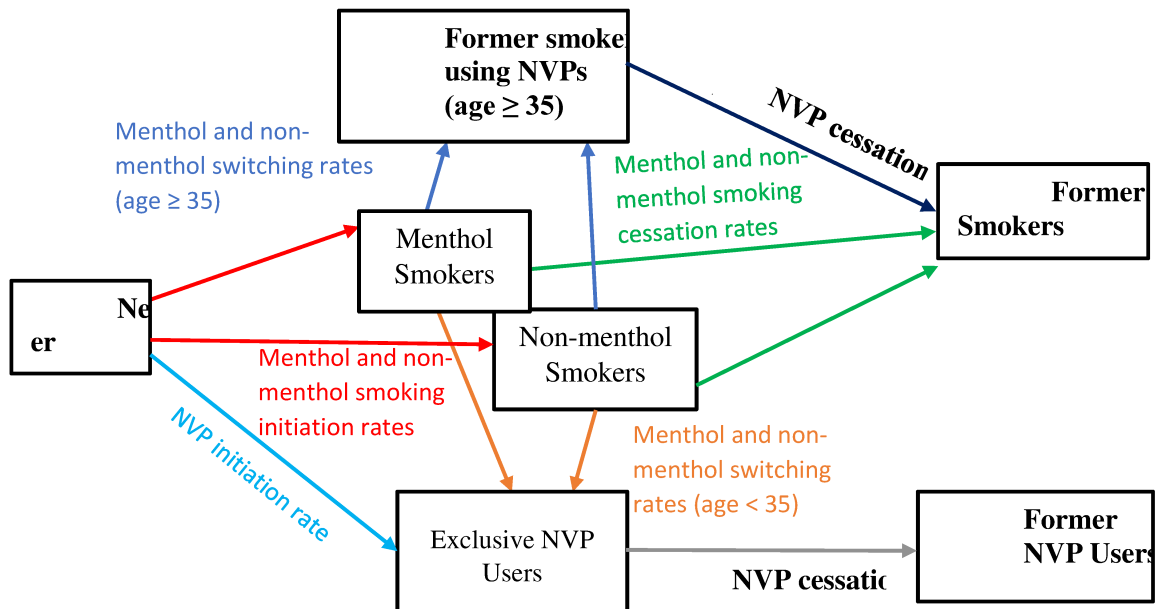 Former smoke
using NVPs
(age ≥ 35)
Menthol and non-
menthol switching rates
(age ≥ 35)
NVP cessation
Menthol and non-
menthol smoking
cessation rates
Former
Smokers
Menthol
Smokers
Ne
er
Non-menthol
Smokers
Menthol and non-
menthol smoking
initiation rates
NVP initiation rate
Menthol and non-
menthol switching
rates (age < 35)
Exclusive NVP
Users
Former
NVP Users
NVP cessatic